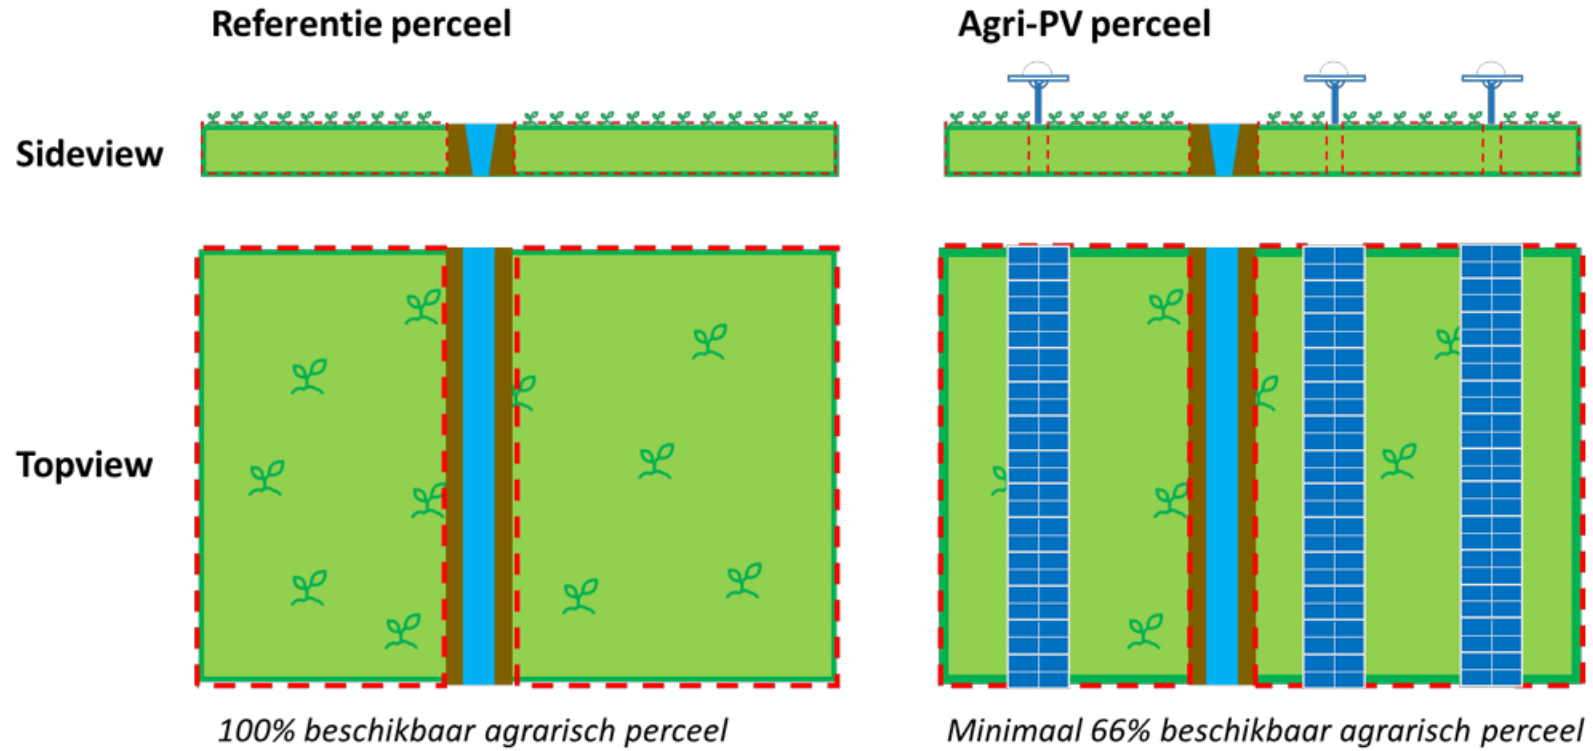 Referentie perceel
Agri-PV perceel
Sideview
Topview
100% beschikbaar agrarisch perceel
Minimaal 66% beschikbaar agrarisch perceel